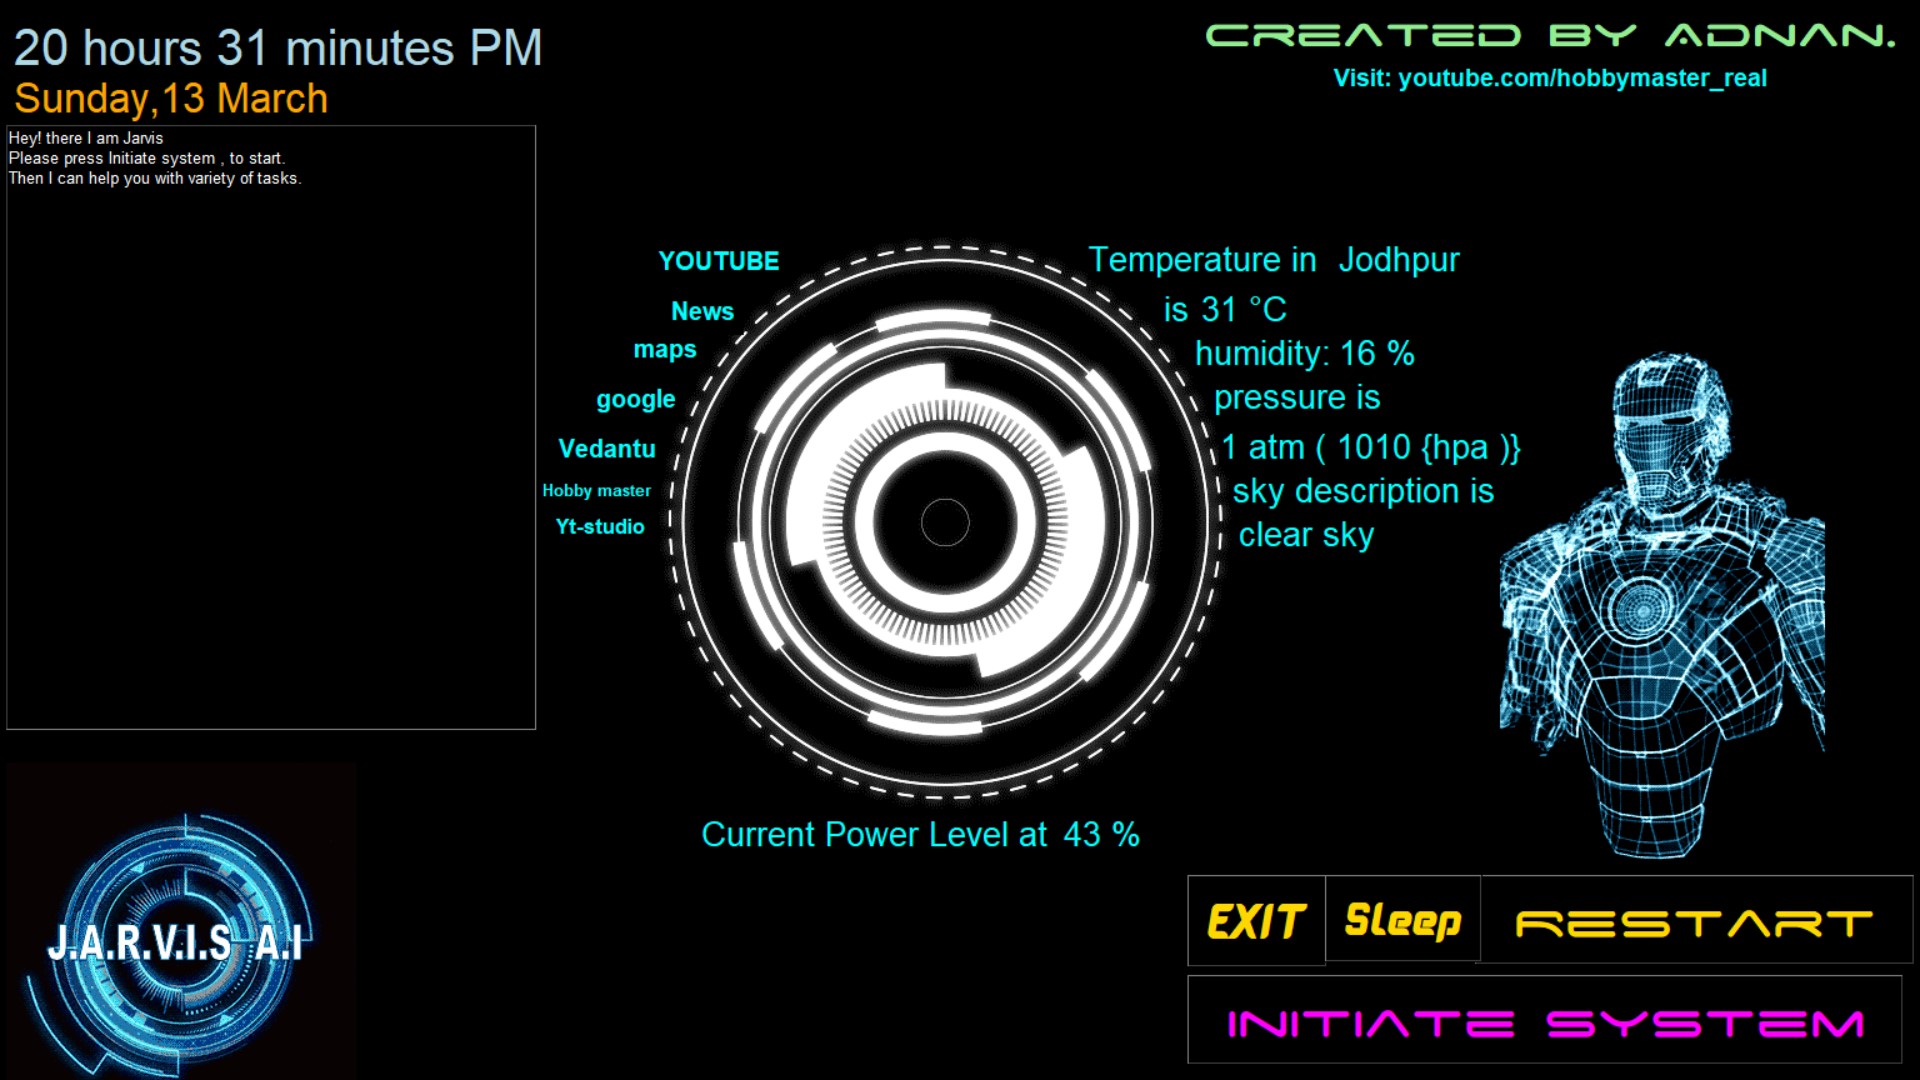 20 hours 31 minutes PM
Sunday,13 March
CREATED BY ADNAN.
Visit: youtube.com/hobbymaster_real
Hey! there I am Jarvis
Please press Initiate system , to start.
Then I can help you with variety of tasks.
YOUTUBE
News
maps
google
Vedantu
Hobby master
Yt-studio
Temperature in Jodhpur
is 31 °C
humidity: 16 %
pressure is
1 atm ( 1010 {hpa )}
sky description is
clear sky
Current Power Level at 43 %
J.A.R.V.I.S A.I
EXIT
Sleep
RESTART
INITIATE SYSTEM